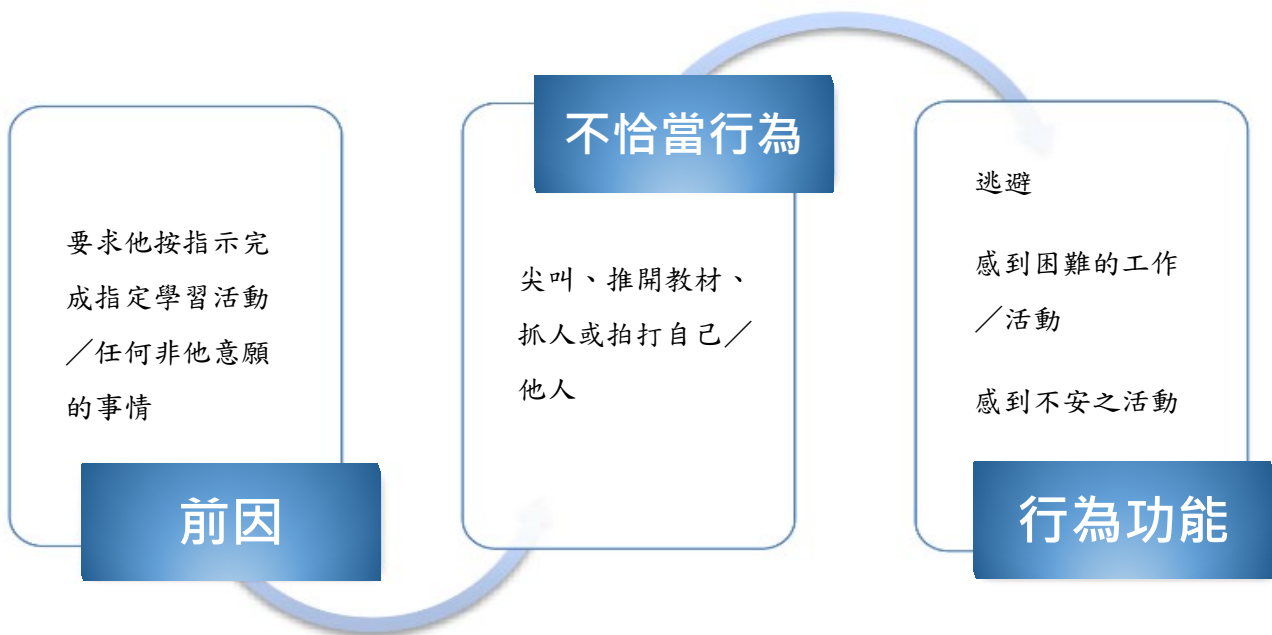 要求他按指示完
成指定學習活動
／任何非他意願
的事情
前因
不恰當行為
尖叫、推開教材、
抓人或拍打自己／
他人
逃避
感到困難的工作
／活動
感到不安之活動
行為功能